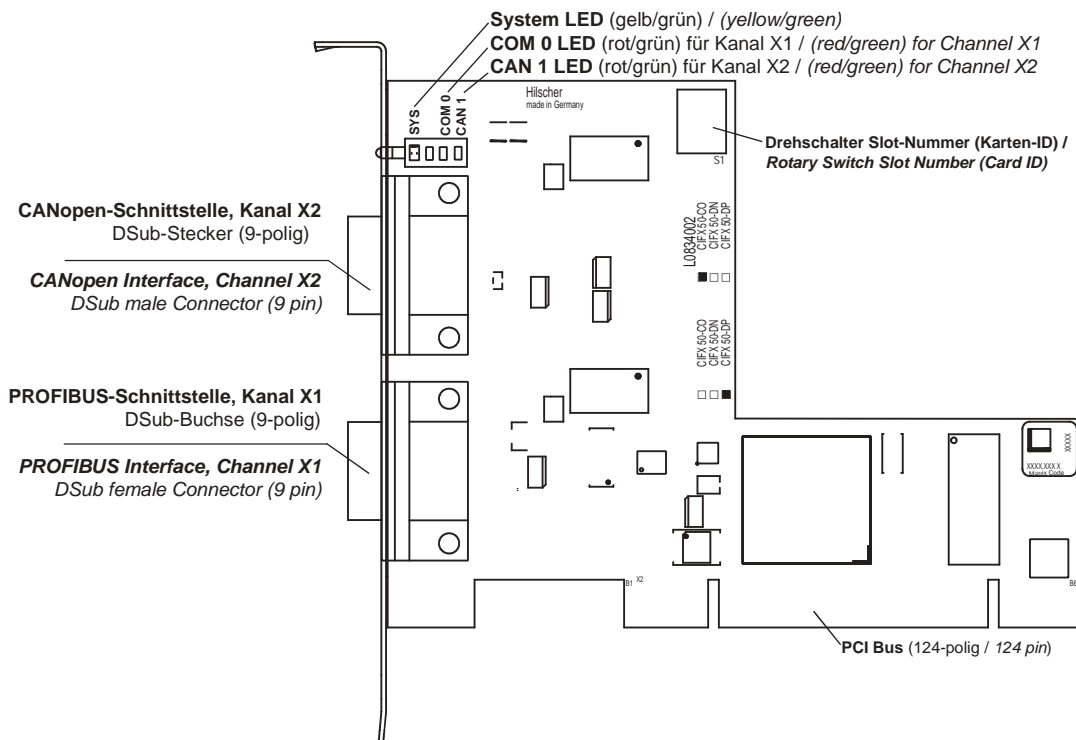 System LED (gelb/grün) / (yellow/green)
COM 0 LED (rot/grün) für Kanal X1 / (red/green) for Channel X1
CAN 1 LED (rot/grün) für Kanal X2 / (red/green) for Channel X2
SYS
COM 0
CAN 1
Hilscher
made in Germany
S1
Drehschalter Slot-Nummer (Karten-ID) /
Rotary Switch Slot Number (Card ID)
CANopen-Schnittstelle, Kanal X2
DSub-Stecker (9-polig)
CANopen Interface, Channel X2
DSub male Connector (9 pin)
L0834002
CIFX 50-CO
CIFX 50-DN
CIFX 50-DP
CIFX 50-CO
CIFX 50-DN
CIFX 50-DP
PROFIBUS-Schnittstelle, Kanal X1
DSub-Buchse (9-polig)
PROFIBUS Interface, Channel X1
DSub female Connector (9 pin)
XXXXX
XXXX.XXX X
Matrix Code
B1
X2
PCI Bus (124-polig / 124 pin)